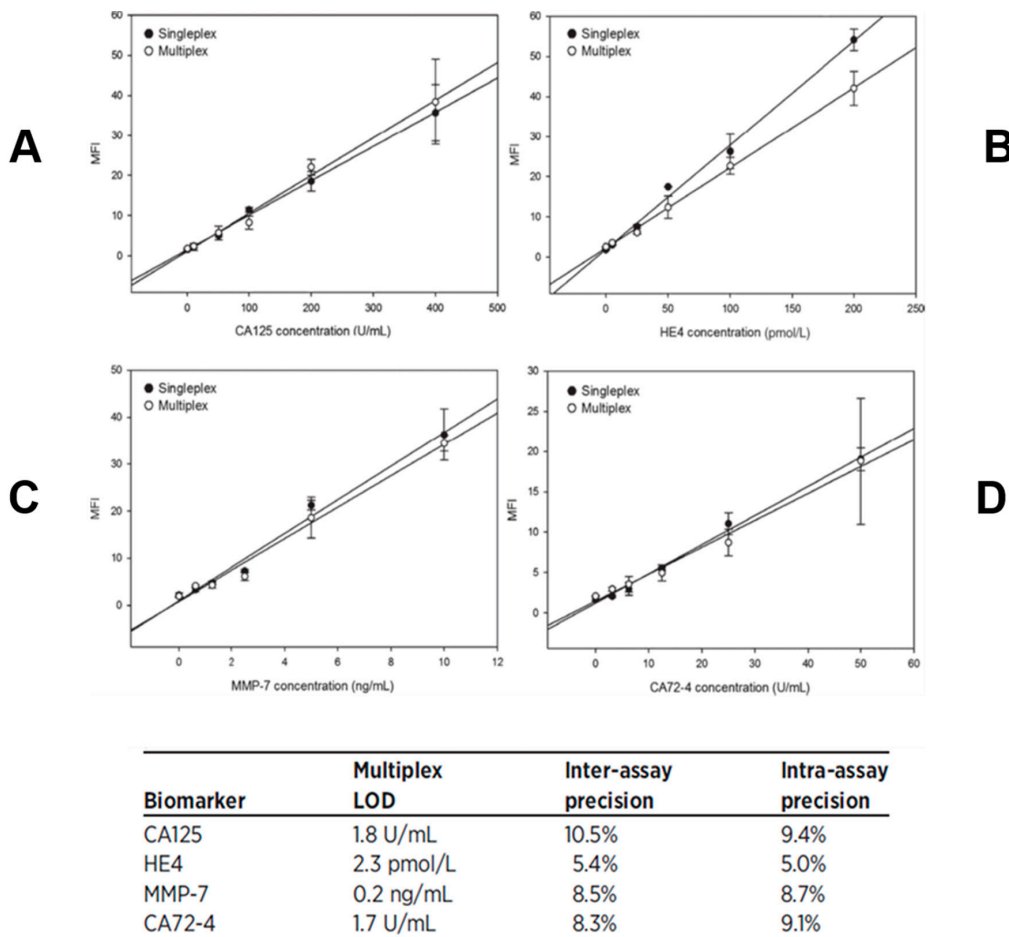 A
Singleplex
Multiplex
60
50
40
30
20
10
0
MFI
0 100 200 300 400 500
CA125 concentration (U/mL)
B
Singleplex
Multiplex
60
50
40
30
20
10
0
MFI
0 50 100 150 200 250
HE4 concentration (pmol/L)
C
Singleplex
Multiplex
50
40
30
20
10
0
MFI
0 2 4 6 8 10 12
MMP-7 concentration (ng/mL)
D
Singleplex
Multiplex
30
25
20
15
10
5
0
MFI
0 10 20 30 40 50 60
CA72-4 concentration (U/mL)
Multiplex Inter-assay Intra-assay
Biomarker LOD precision precision
CA125 1.8 U/mL 10.5% 9.4%
HE4 2.3 pmol/L 5.4% 5.0%
MMP-7 0.2 ng/mL 8.5% 8.7%
CA72-4 1.7 U/mL 8.3% 9.1%